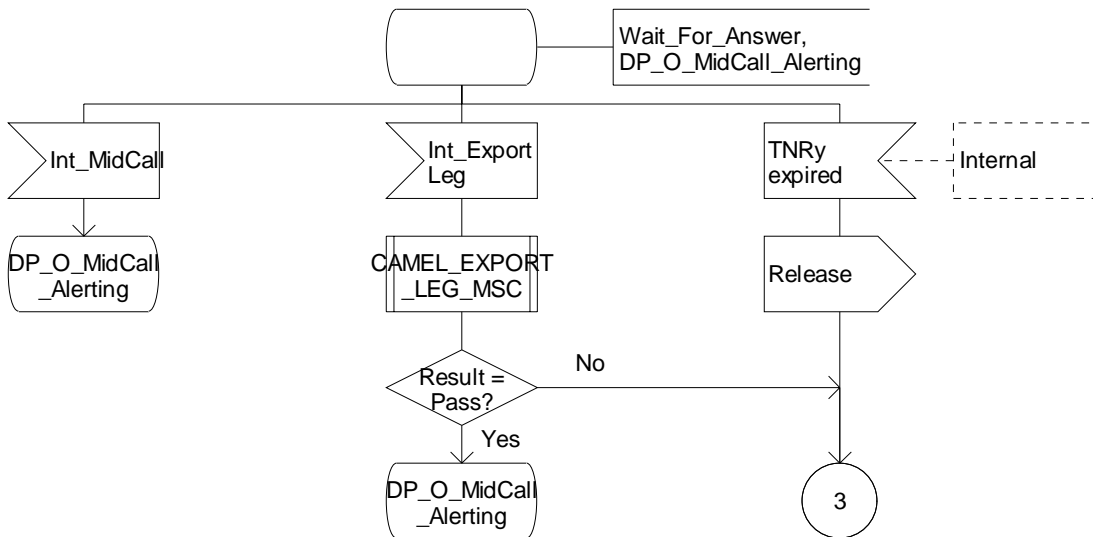 Wait_For_Answer,
DP_O_MidCall_Alerting
Int_MidCall
Int_Export
Leg
TNRy
expired
Internal
DP_O_MidCall
_Alerting
CAMEL_EXPORT
_LEG_MSC
Release
Result =
Pass?
No
Yes
DP_O_MidCall
_Alerting
3